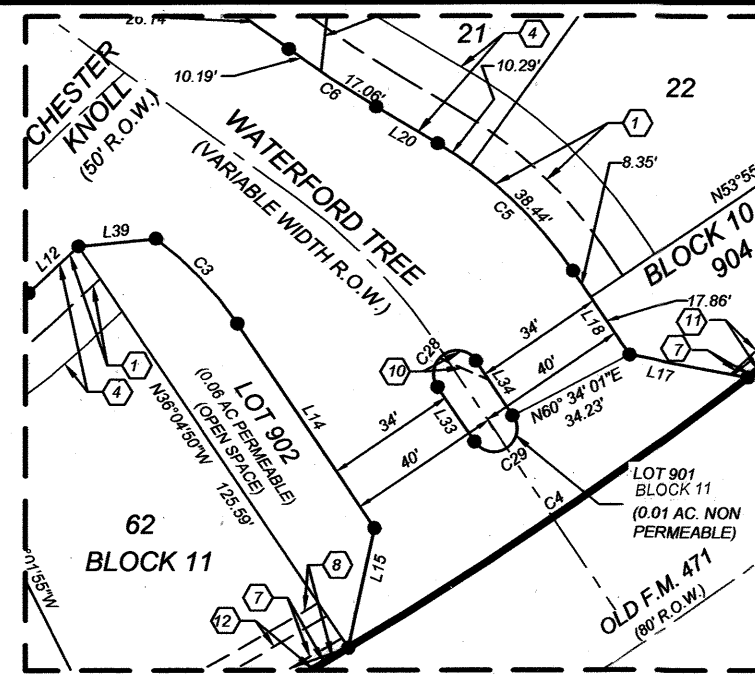 26.14'
21
4
10.19'
C6
17.06'
10.29'
22
CHESTER
KNOLL
(50' R.O.W.)
L20
1
WATERFORD TREE
(VARIABLE WIDTH R.O.W.)
8.35'
38.44'
C5
N53°55
BLOCK 10
904
L39
L12
C3
17.86'
11
7
34'
L18
40'
C28
10
L34
L17
1
4
N36°04'50"W
125.59'
LOT 902
(0.06 AC PERMEABLE)
(OPEN SPACE)
L14
34'
40'
L33
C29
N60° 34' 01"E
34.23'
LOT 901
BLOCK 11
(0.01 AC. NON
PERMEABLE)
C4
62
BLOCK 11
°01'55"W
L15
8
7
12
OLD F.M. 471
(80' R.O.W.)